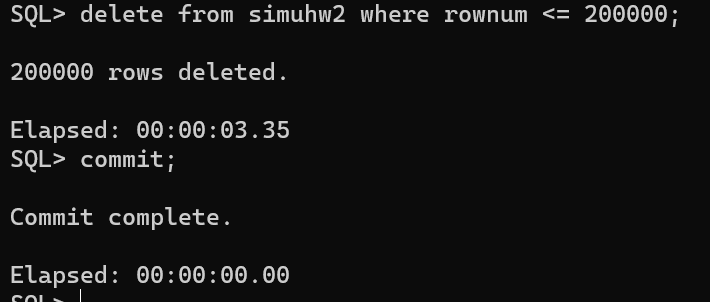 SQL> delete from simuhw2 where rownum <= 200000;
200000 rows deleted.
Elapsed: 00:00:03.35
SQL> commit;
Commit complete.
Elapsed: 00:00:00.00
SQL>